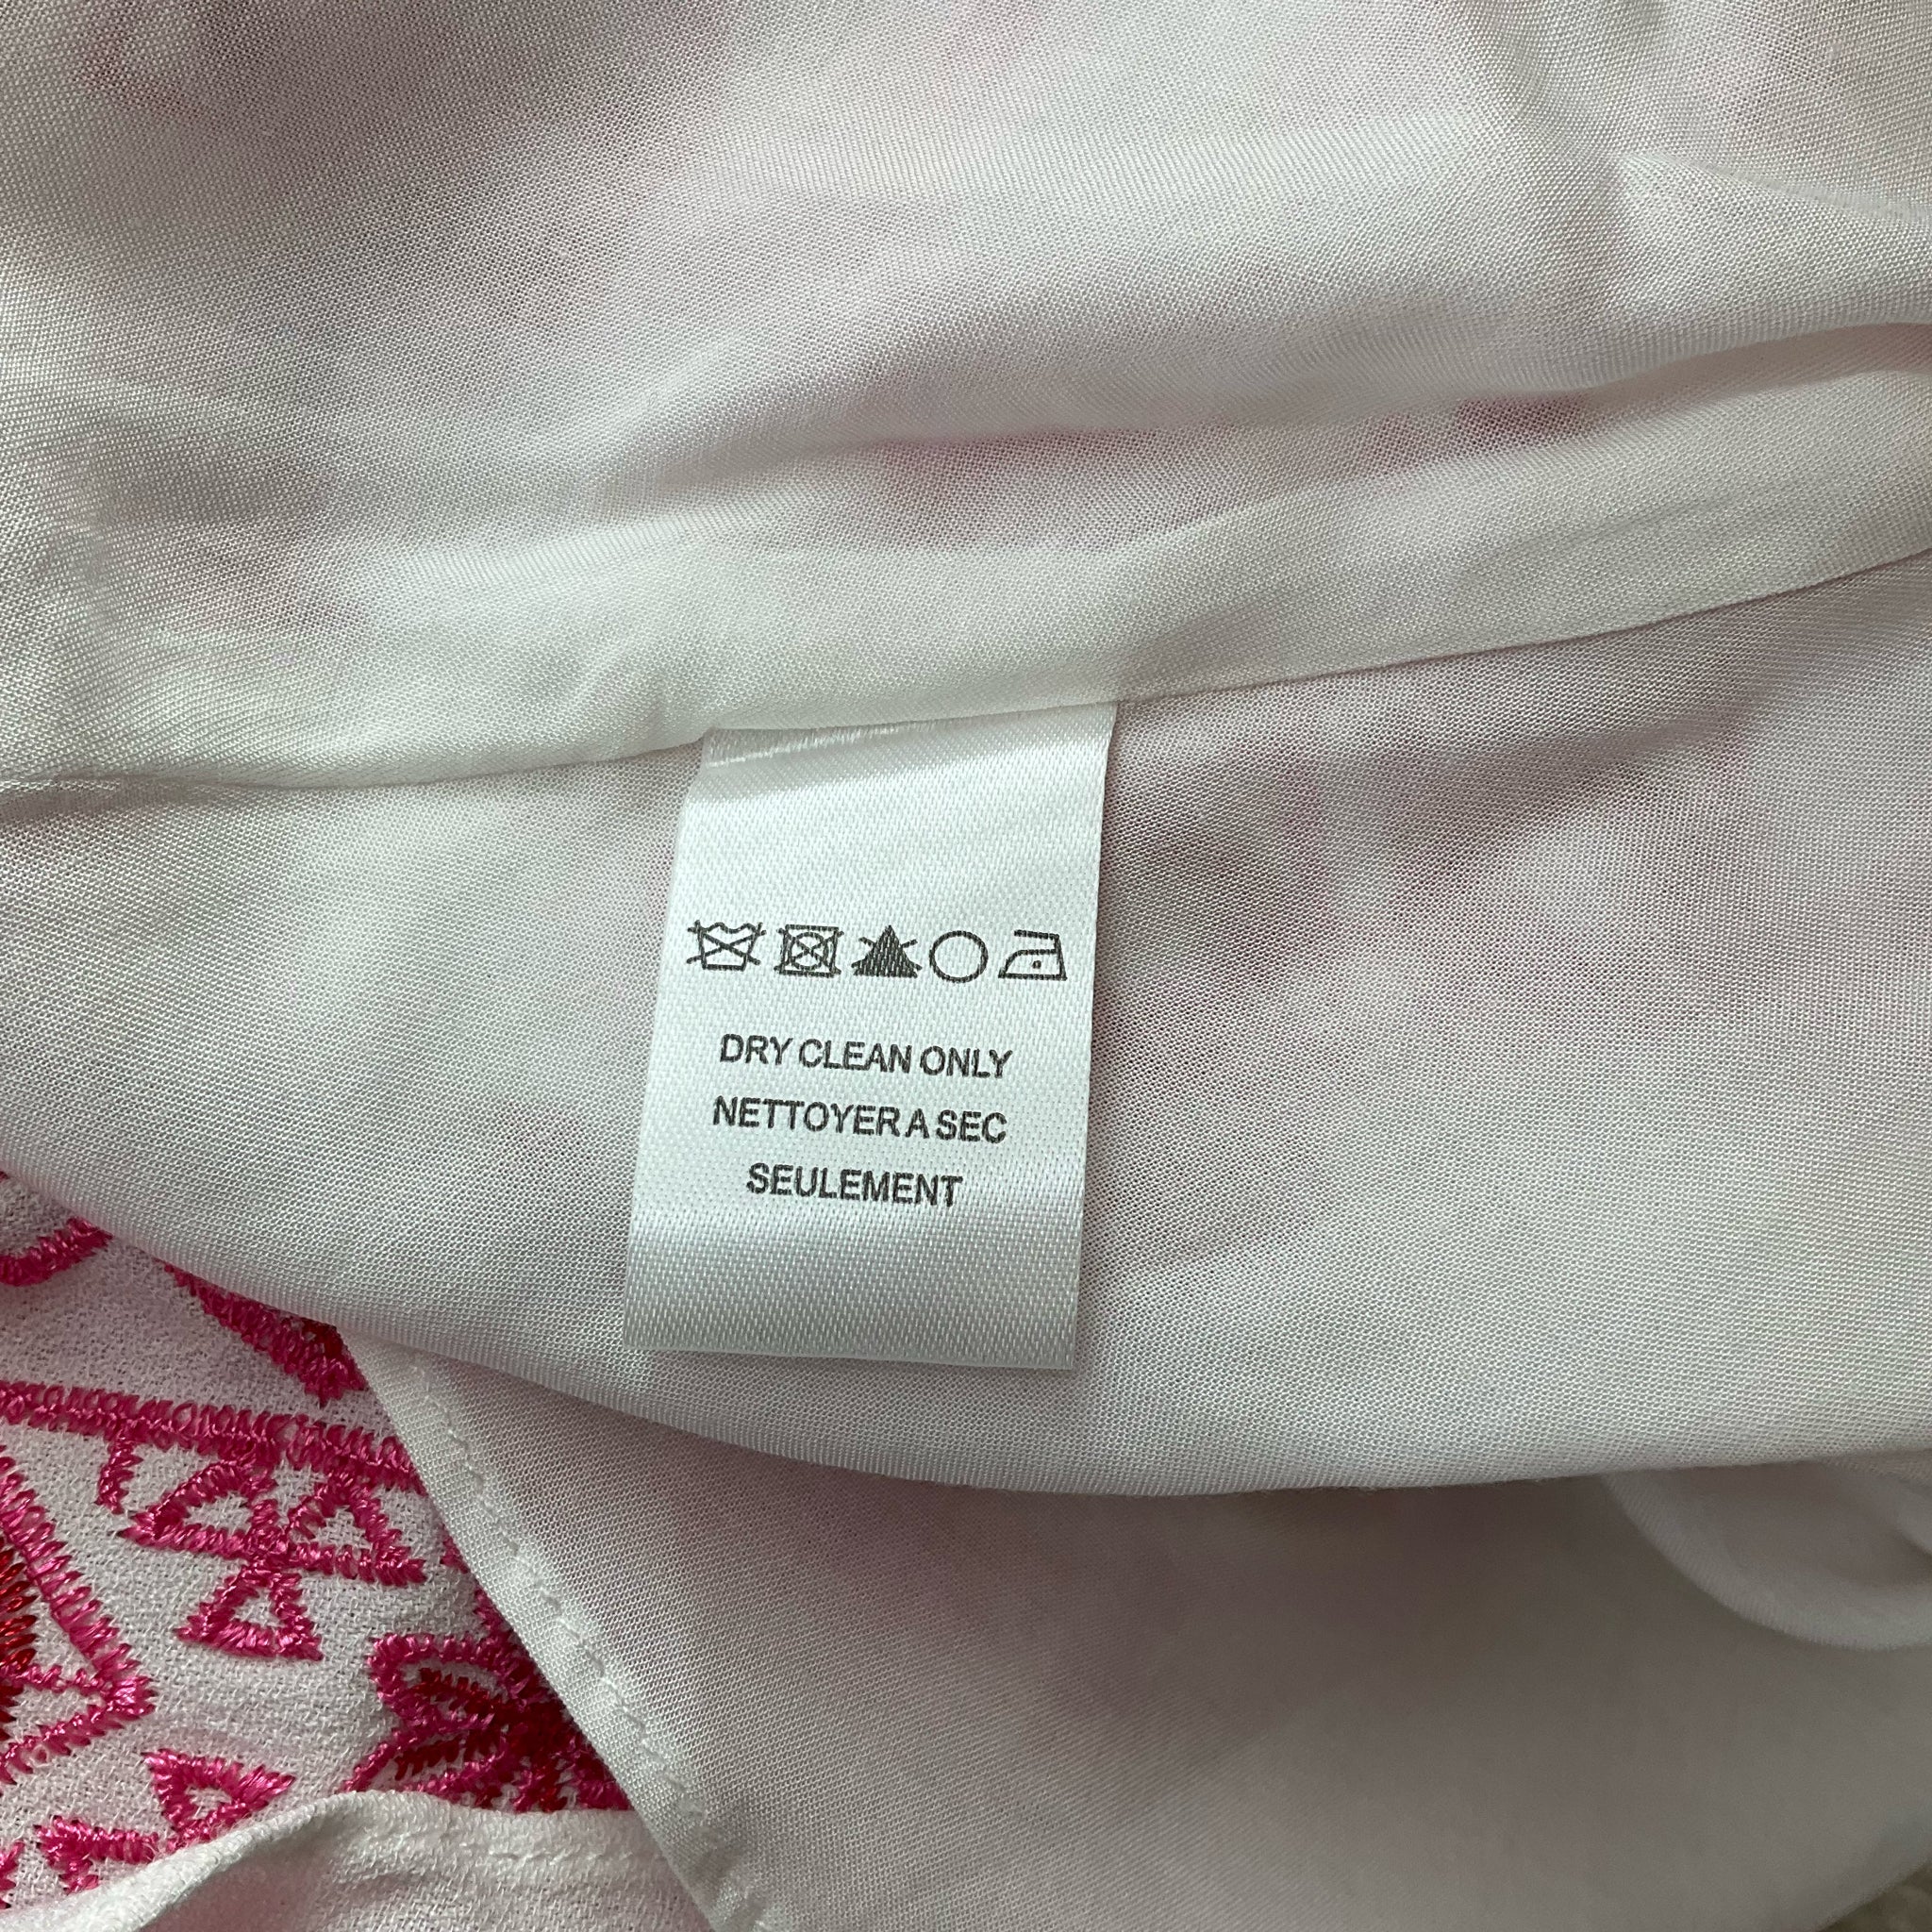 DRY CLEAN ONLY
NETTOYER A SEC
SEULEMENT